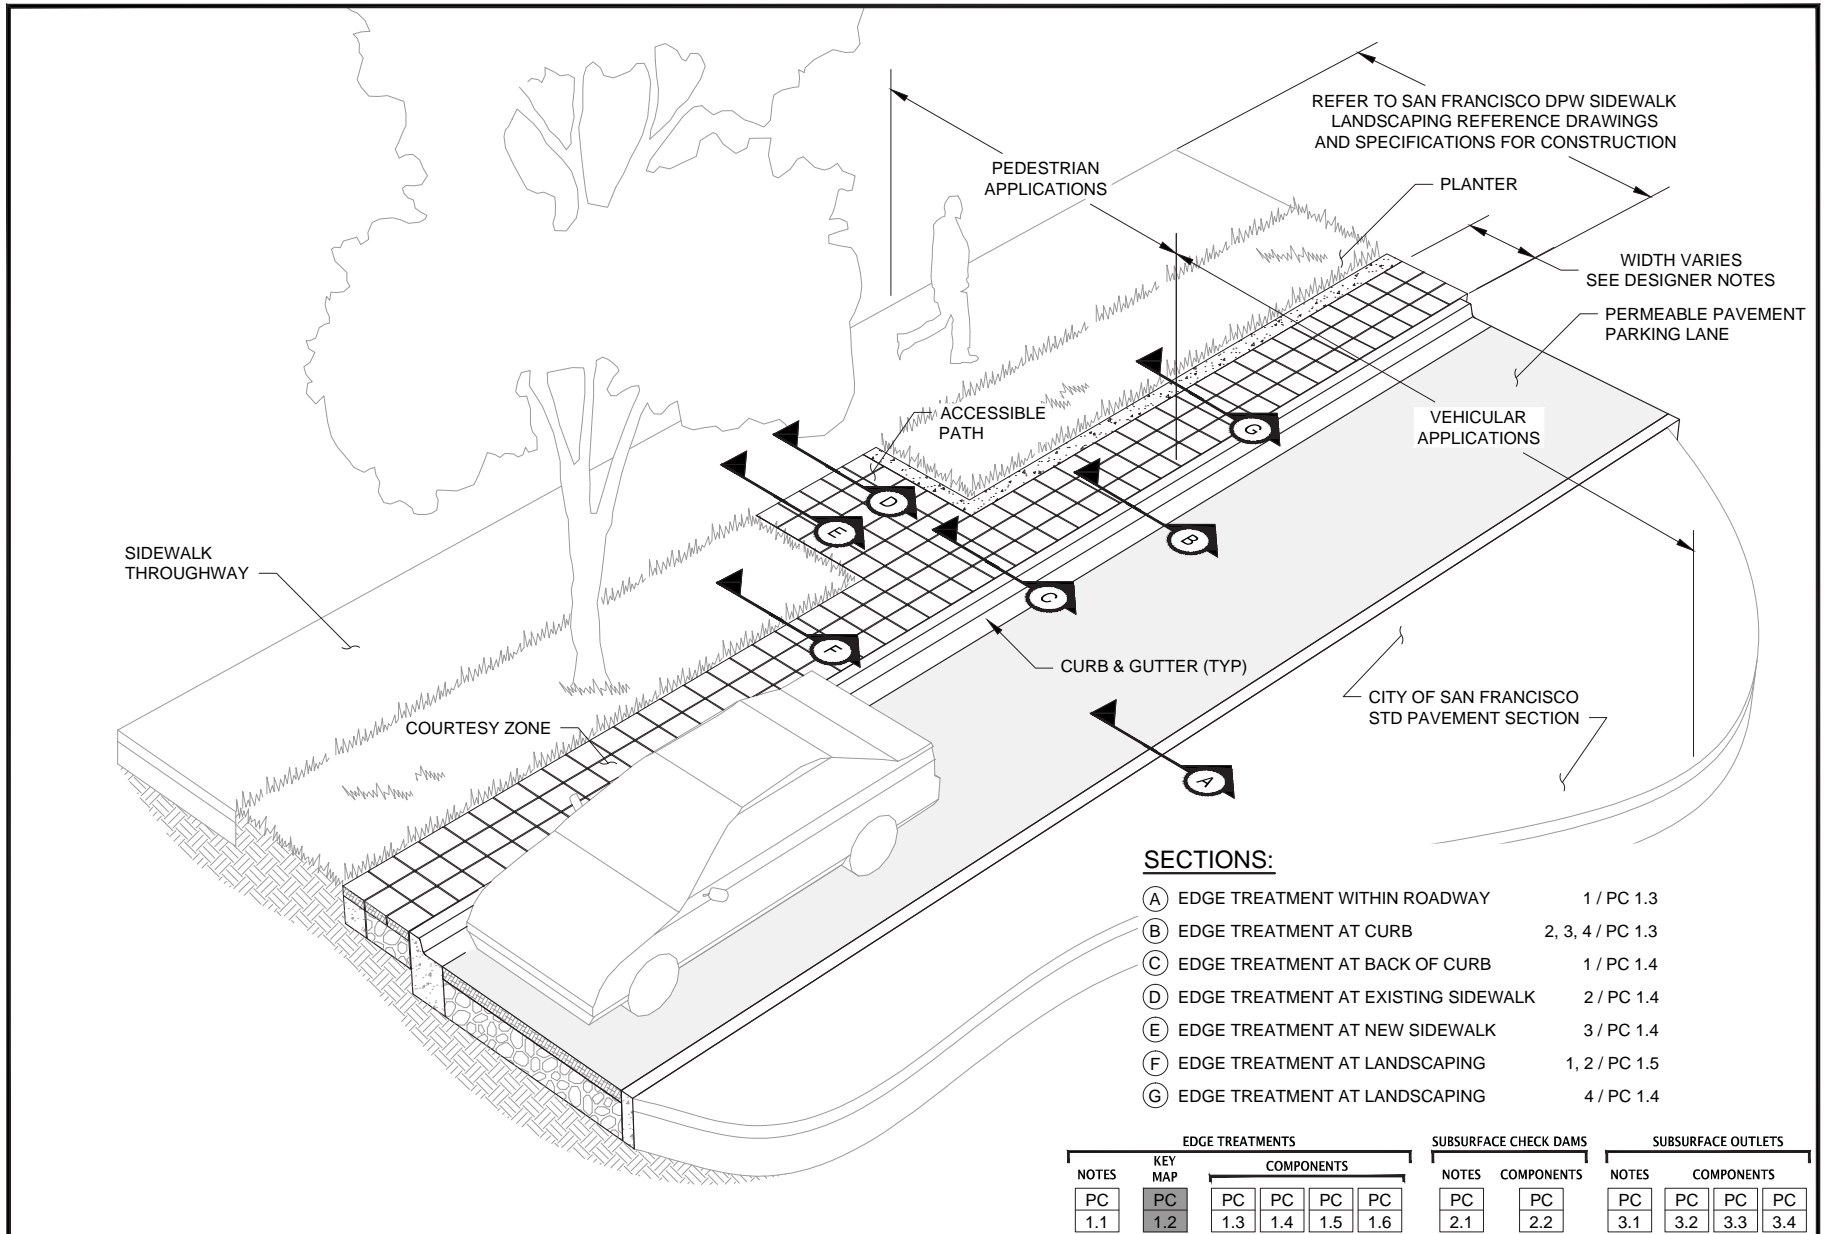 REFER TO SAN FRANCISCO DPW SIDEWALK
LANDSCAPING REFERENCE DRAWINGS
AND SPECIFICATIONS FOR CONSTRUCTION
PEDESTRIAN
APPLICATIONS
PLANTER
WIDTH VARIES
SEE DESIGNER NOTES
PERMEABLE PAVEMENT
PARKING LANE
ACCESSIBLE
PATH
VEHICULAR
APPLICATIONS
G
D
E
B
SIDEWALK
THROUGHWAY
C
F
CURB & GUTTER (TYP)
CITY OF SAN FRANCISCO
STD PAVEMENT SECTION
COURTESY ZONE
A
SECTIONS:
A EDGE TREATMENT WITHIN ROADWAY 1 / PC 1.3
B EDGE TREATMENT AT CURB 2, 3, 4 / PC 1.3
C EDGE TREATMENT AT BACK OF CURB 1 / PC 1.4
D EDGE TREATMENT AT EXISTING SIDEWALK 2 / PC 1.4
E EDGE TREATMENT AT NEW SIDEWALK 3 / PC 1.4
F EDGE TREATMENT AT LANDSCAPING 1, 2 / PC 1.5
G EDGE TREATMENT AT LANDSCAPING 4 / PC 1.4
EDGE TREATMENTS SUBSURFACE CHECK DAMS SUBSURFACE OUTLETS
NOTES KEY MAP COMPONENTS NOTES COMPONENTS NOTES COMPONENTS
PC PC PC PC PC PC PC PC PC PC PC PC
1.1 1.2 1.3 1.4 1.5 1.6 2.1 2.2 3.1 3.2 3.3 3.4